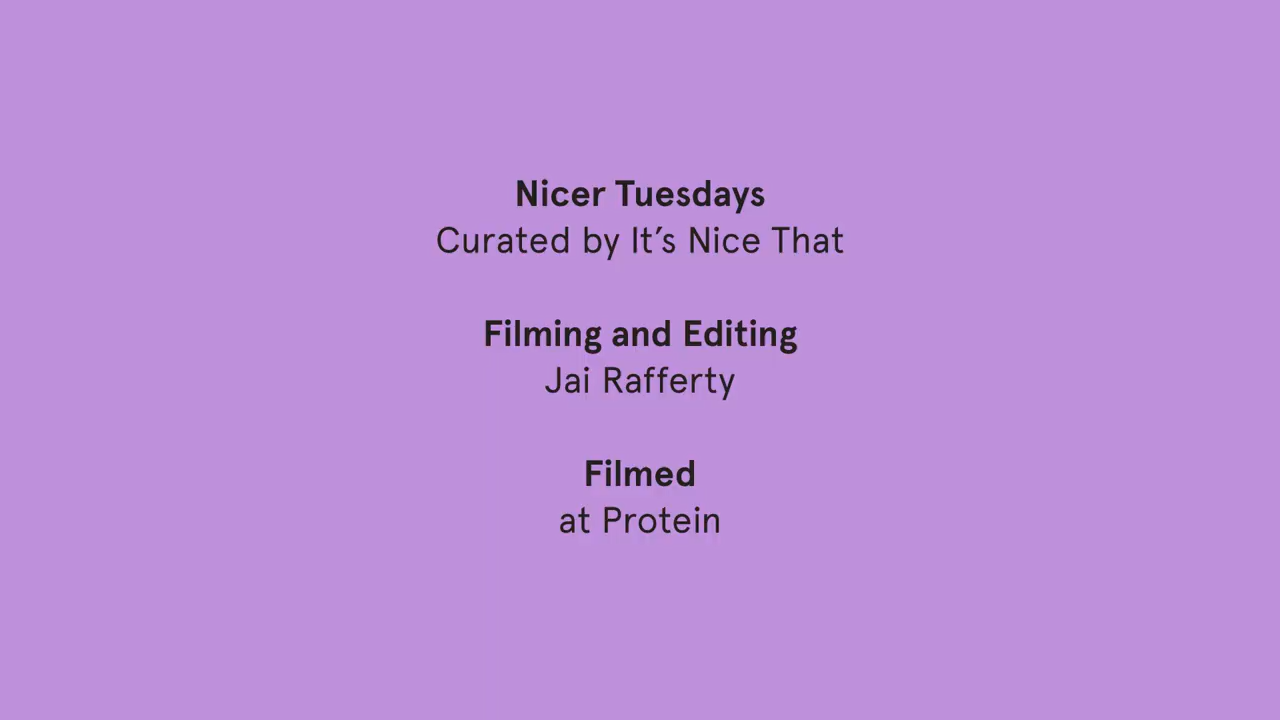 Nicer Tuesdays
Curated by It’s Nice That
Filming and Editing
Jai Rafferty
Filmed
at Protein